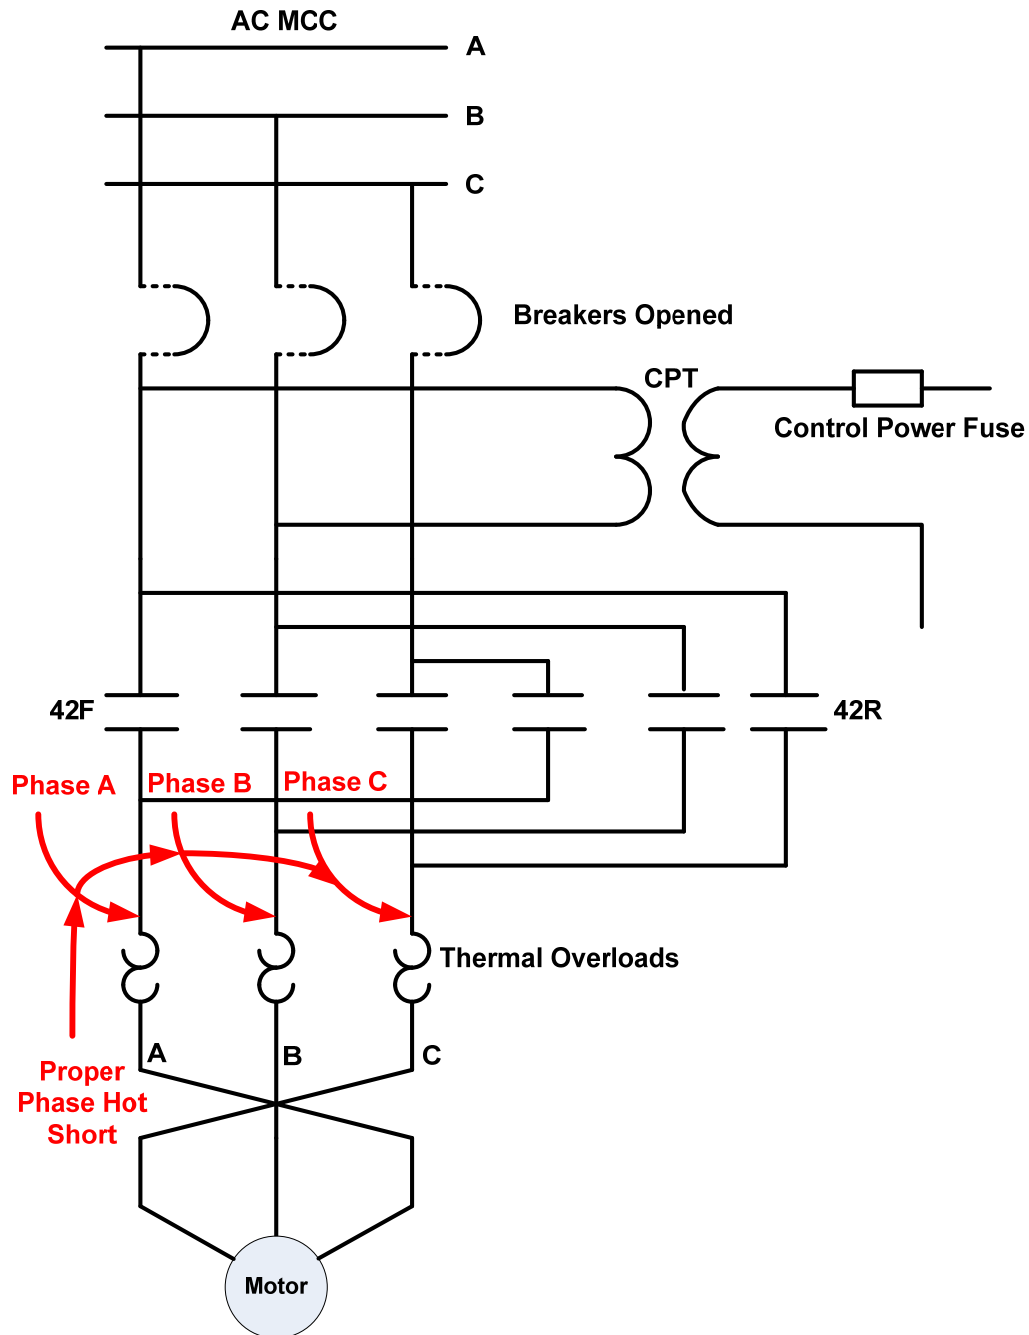 AC MCC
A
B
C
Breakers Opened
CPT
Control Power Fuse
42F
42R
Phase A
Phase B
Phase C
Thermal Overloads
A
B
C
Proper
Phase Hot
Short
Motor